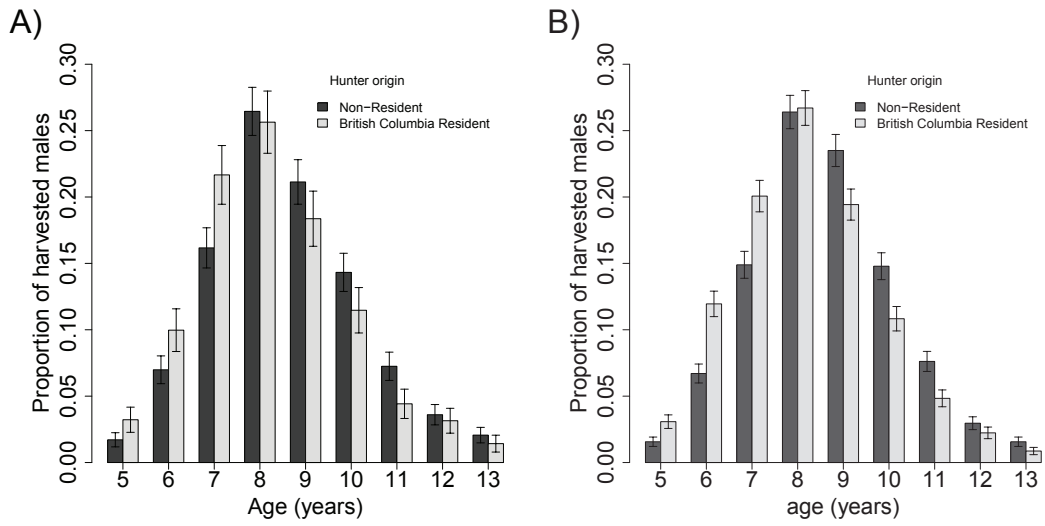 A)
Proportion of harvested males
0.30
0.25
0.20
0.15
0.10
0.05
0.00
Hunter origin
Non−Resident
British Columbia Resident
5 6 7 8 9 10 11 12 13
Age (years)
B)
Proportion of harvested males
0.30
0.25
0.20
0.15
0.10
0.05
0.00
Hunter origin
Non−Resident
British Columbia Resident
5 6 7 8 9 10 11 12 13
age (years)